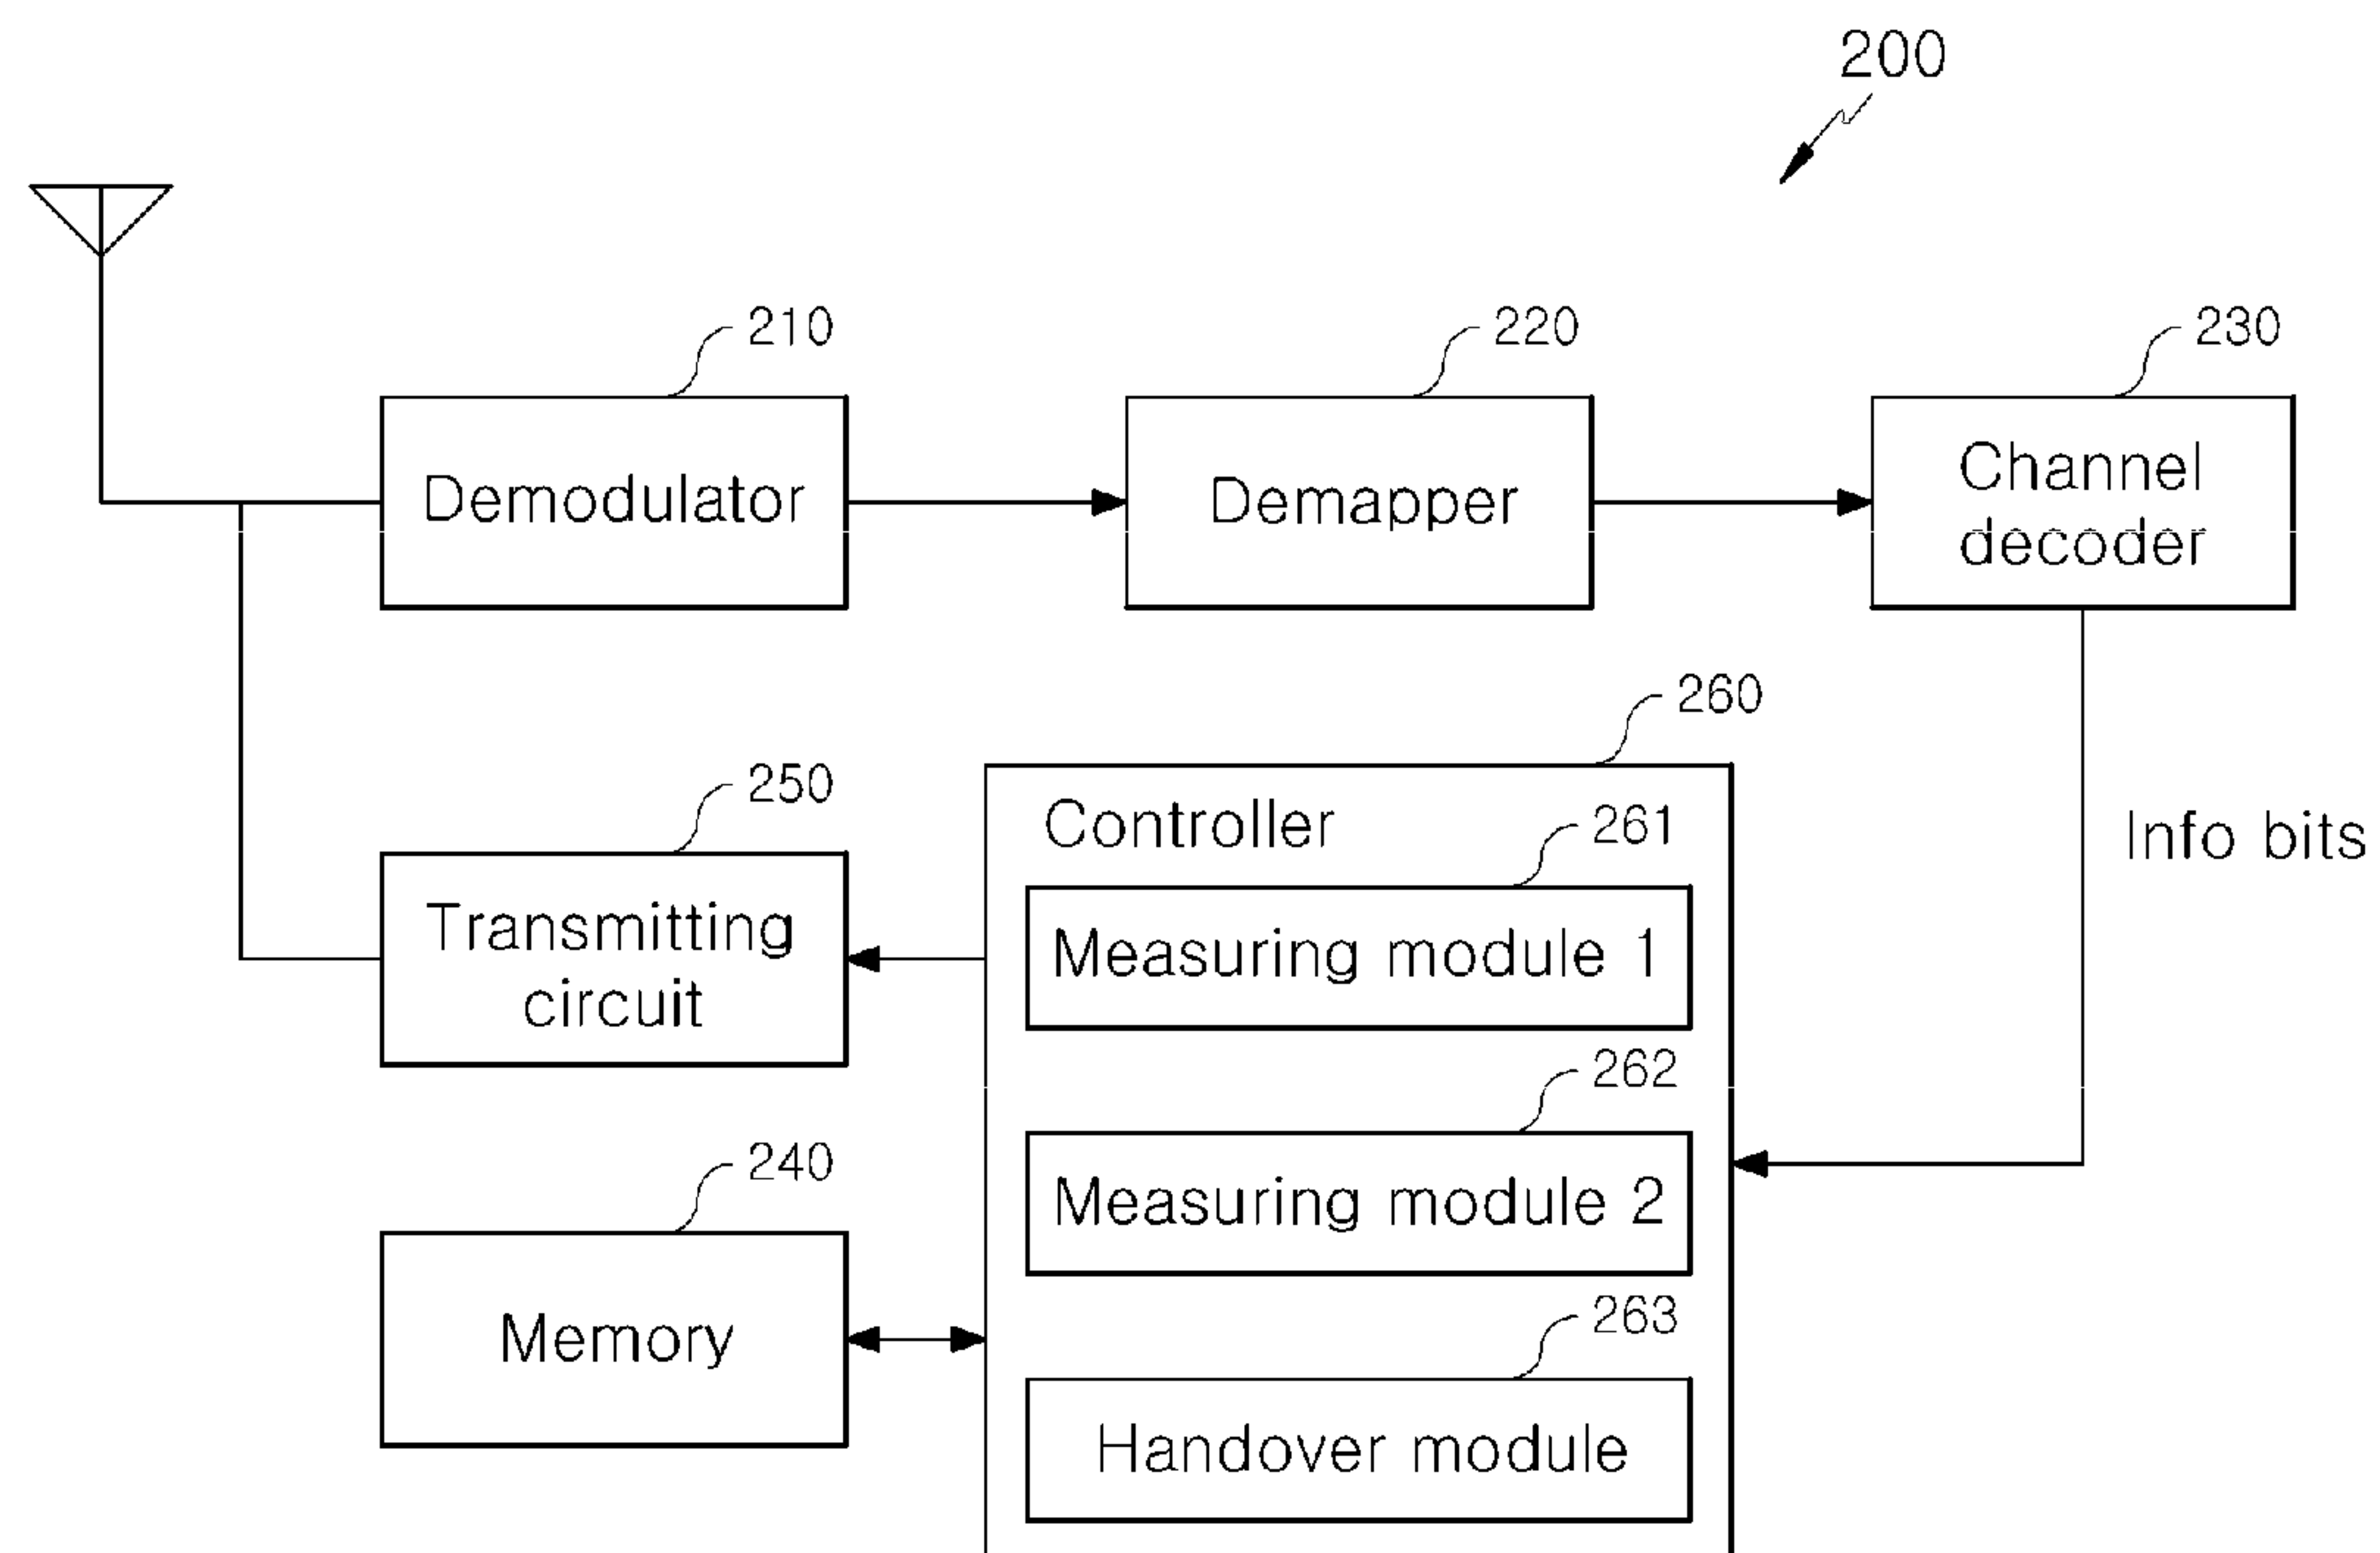 200
210
220
230
Demodulator
Demapper
Channel
decoder
260
250
Controller
261
Info bits
Transmitting
circuit
Measuring module 1
262
240
Measuring module 2
263
Memory
Handover module